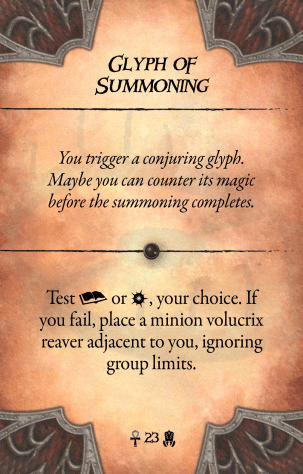 Glyph of
Summoning
You trigger a conjuring glyph.
Maybe you can counter its magic
before the summoning completes.
Test or , your choice. If
you fail, place a minion volucrix
reaver adjacent to you, ignoring
group limits.
23